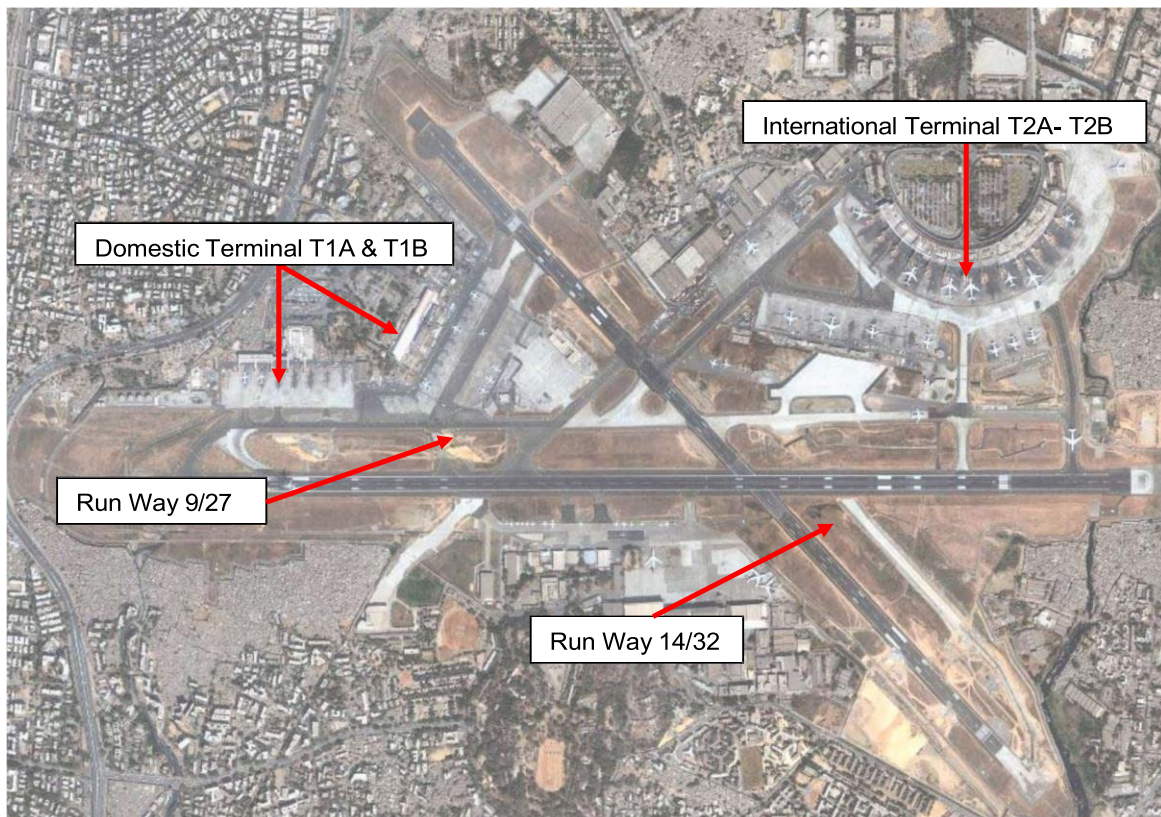 International Terminal T2A- T2B
Domestic Terminal T1A & T1B
Run Way 9/27
Run Way 14/32